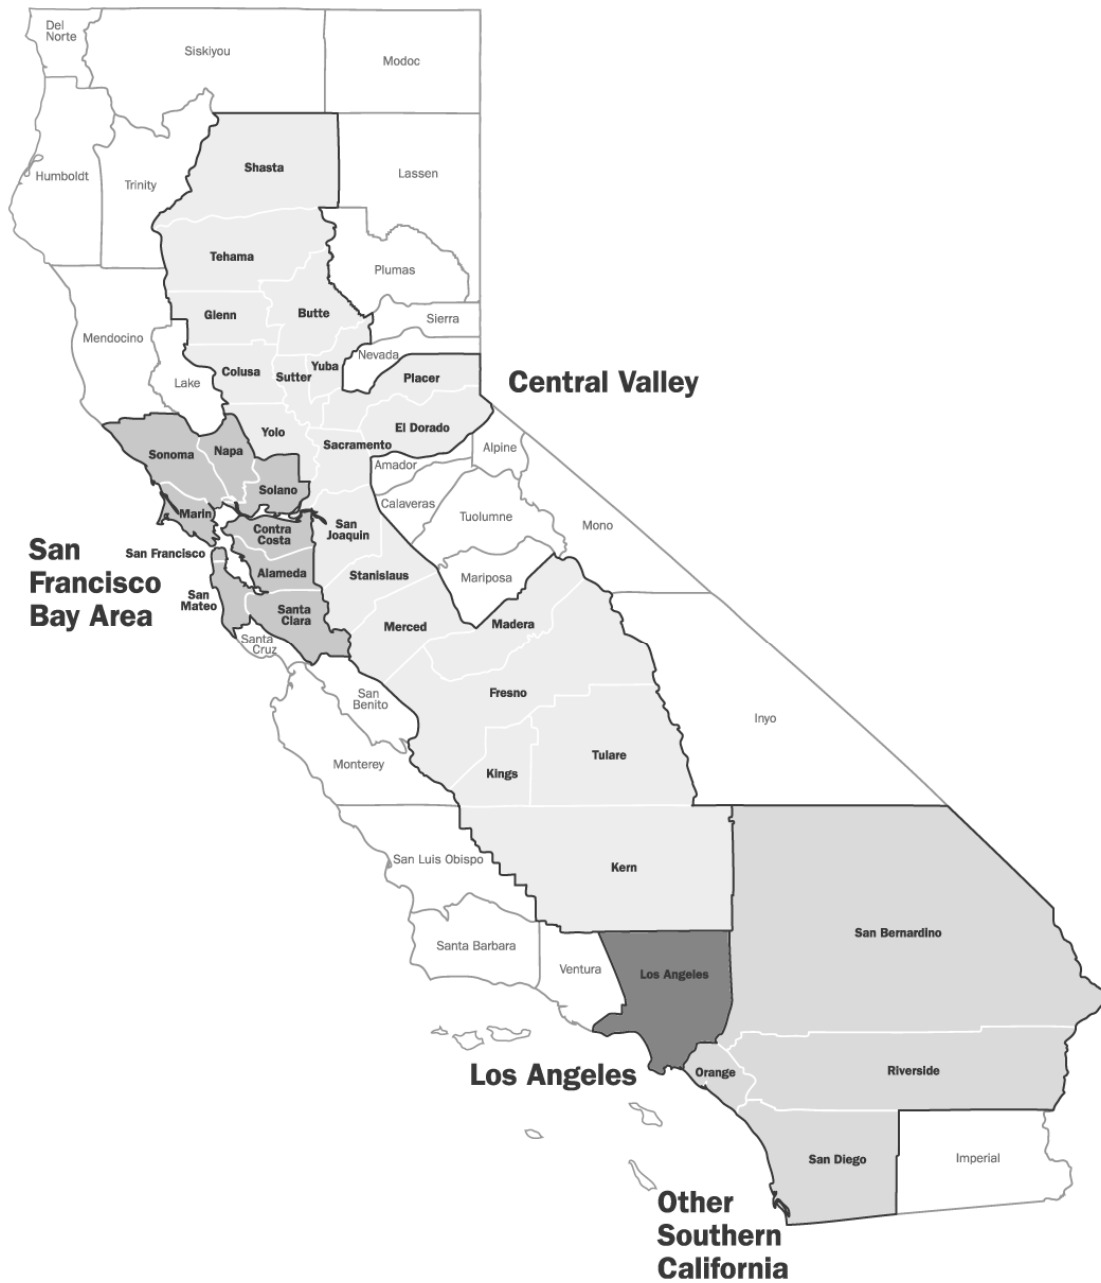 Del
Norte
Siskiyou
Modoc
Shasta
Lassen
Humboldt
Trinity
Tehama
Plumas
Glenn
Butte
Sierra
Mendocino
Nevada
Colusa
Sutter
Yuba
Placer
Lake
Central Valley
El Dorado
Yolo
Sacramento
Sonoma
Napa
Alpine
Amador
Solano
Calaveras
Marin
Tuolumne
Mono
Contra
Costa
San
Joaquin
San
Francisco
Bay Area
San Francisco
Alameda
Stanislaus
Mariposa
San
Mateo
Santa
Clara
Merced
Madera
Santa
Cruz
San
Benito
Fresno
Inyo
Monterey
Kings
Tulare
San Luis Obispo
Kern
San Bernardino
Santa Barbara
Ventura
Los Angeles
Los Angeles
Orange
Riverside
San Diego
Imperial
Other
Southern
California